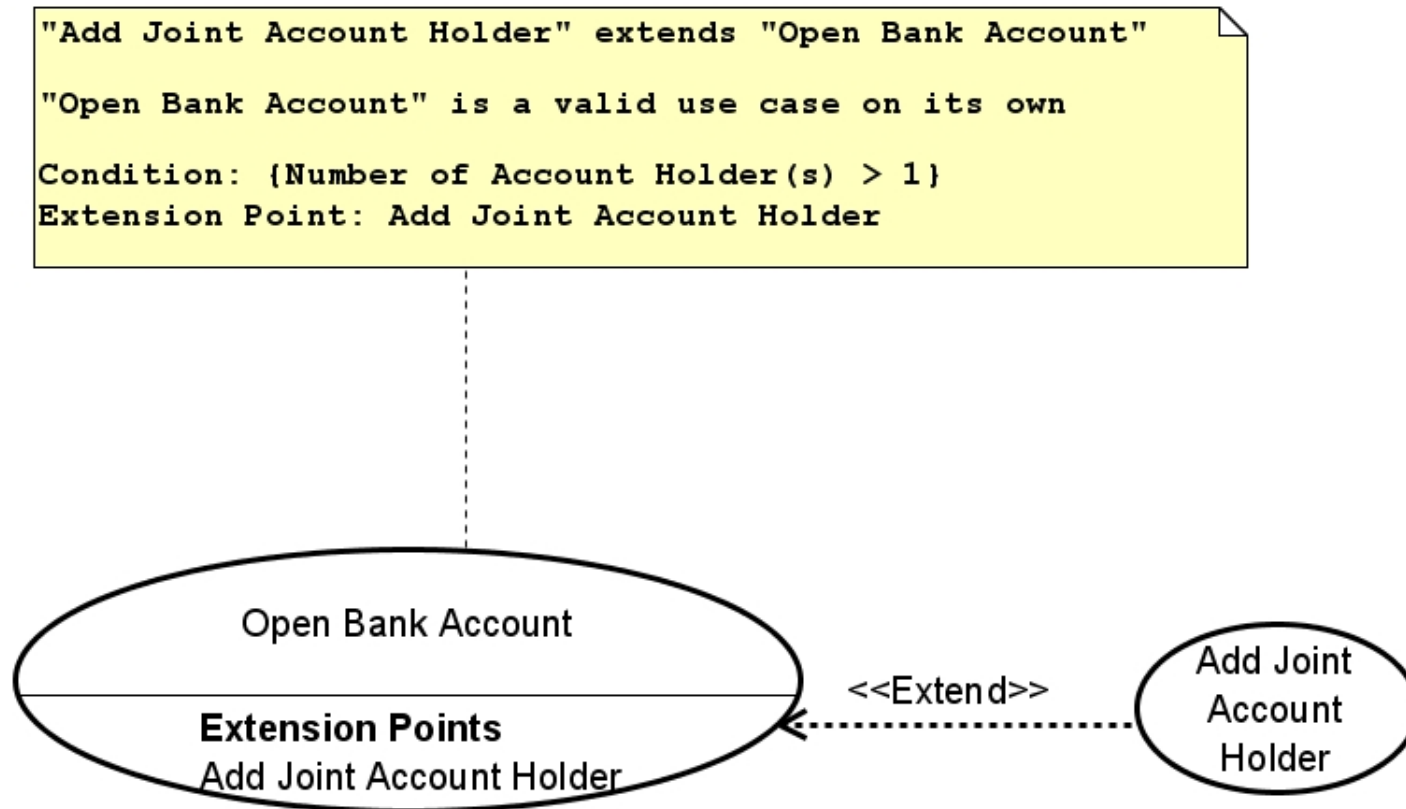 "Add Joint Account Holder" extends "Open Bank Account"
"Open Bank Account" is a valid use case on its own
Condition: {Number of Account Holder(s) > 1}
Extension Point: Add Joint Account Holder
Open Bank Account
Extension Points
Add Joint Account Holder
<<Extend>>
Add Joint
Account
Holder